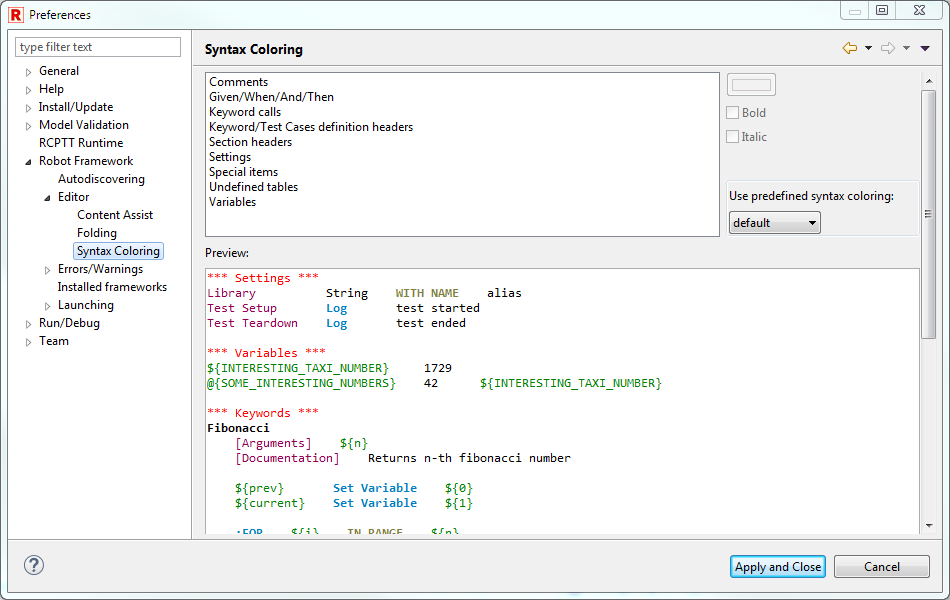 R Preferences
type filter text
General
Help
Install/Update
Model Validation
RCPTT Runtime
Robot Framework
Autodiscovering
Editor
Content Assist
Folding
Syntax Coloring
Errors/Warnings
Installed frameworks
Launching
Run/Debug
Team
Syntax Coloring
Comments
Given/When/And/Then
Keyword calls
Keyword/Test Cases definition headers
Section headers
Settings
Special items
Undefined tables
Variables
Bold
Italic
Use predefined syntax coloring:
default
Preview:
*** Settings ***
Library          String    WITH NAME    alias
Test Setup       Log       test started
Test Teardown    Log       test ended
*** Variables ***
${INTERESTING_TAXI_NUMBER}     1729
@{SOME_INTERESTING_NUMBERS}    42      ${INTERESTING_TAXI_NUMBER}
*** Keywords ***
Fibonacci
    [Arguments]    ${n}
    [Documentation]    Returns n-th fibonacci number
    ${prev}       Set Variable    ${0}
    ${current}    Set Variable    ${1}
    :FOR    ${i}    IN RANGE    ${n}
?
Apply and Close
Cancel